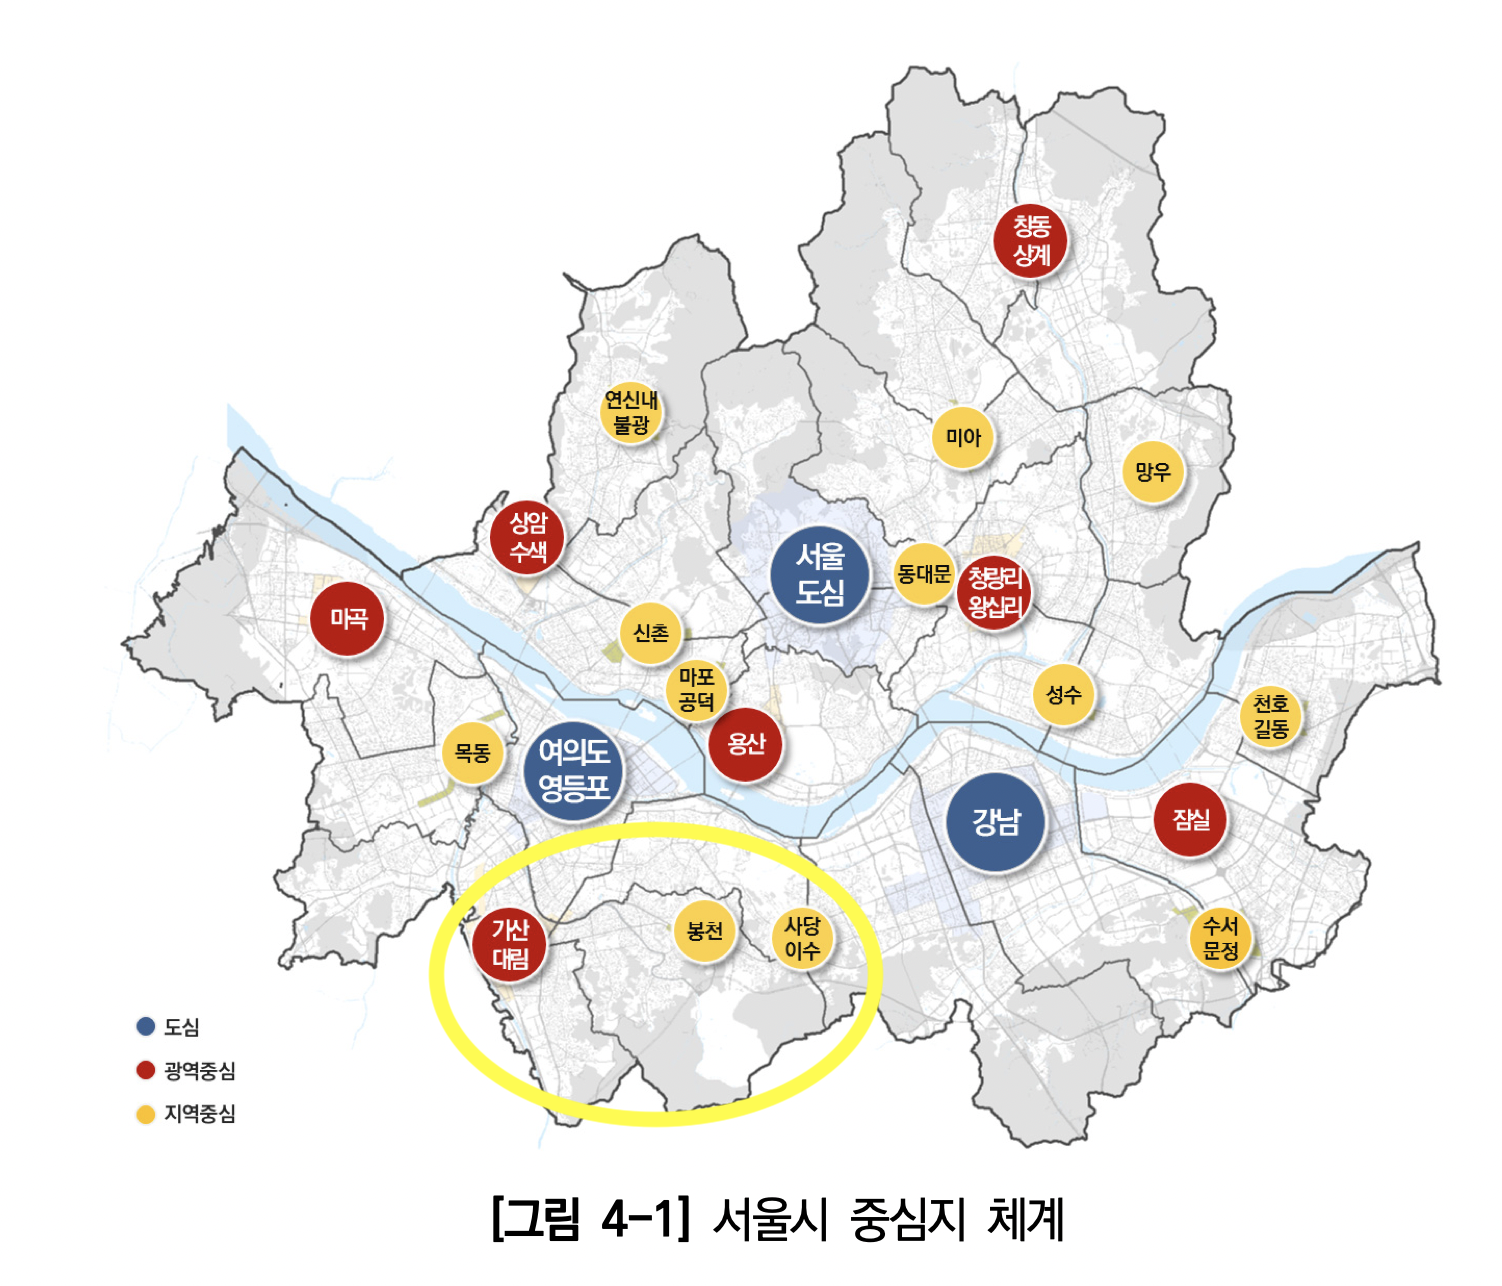 창동
상계
연신내
불광
미아
망우
상암
수색
서울
도심
동대문
청량리
왕십리
마곡
신촌
마포
공덕
성수
천호
길동
용산
목동
여의도
영등포
강남
잠실
가산
대림
봉천
사당
이수
수서
문정
도심
광역중심
지역중심
[그림 4-1] 서울시 중심지 체계